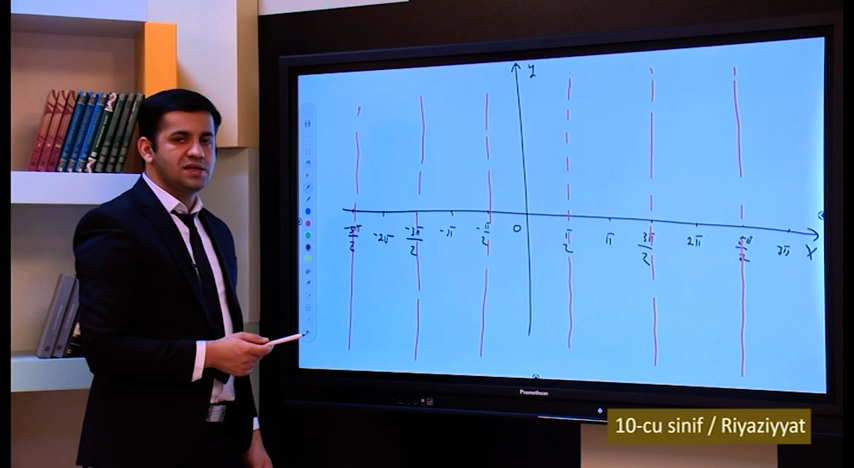 y
-5π/2 -2π -3π/2 -π -π/2 0 π/2 π 3π/2 2π 5π/2 3π x
Promethean
10-cu sinif / Riyaziyyat